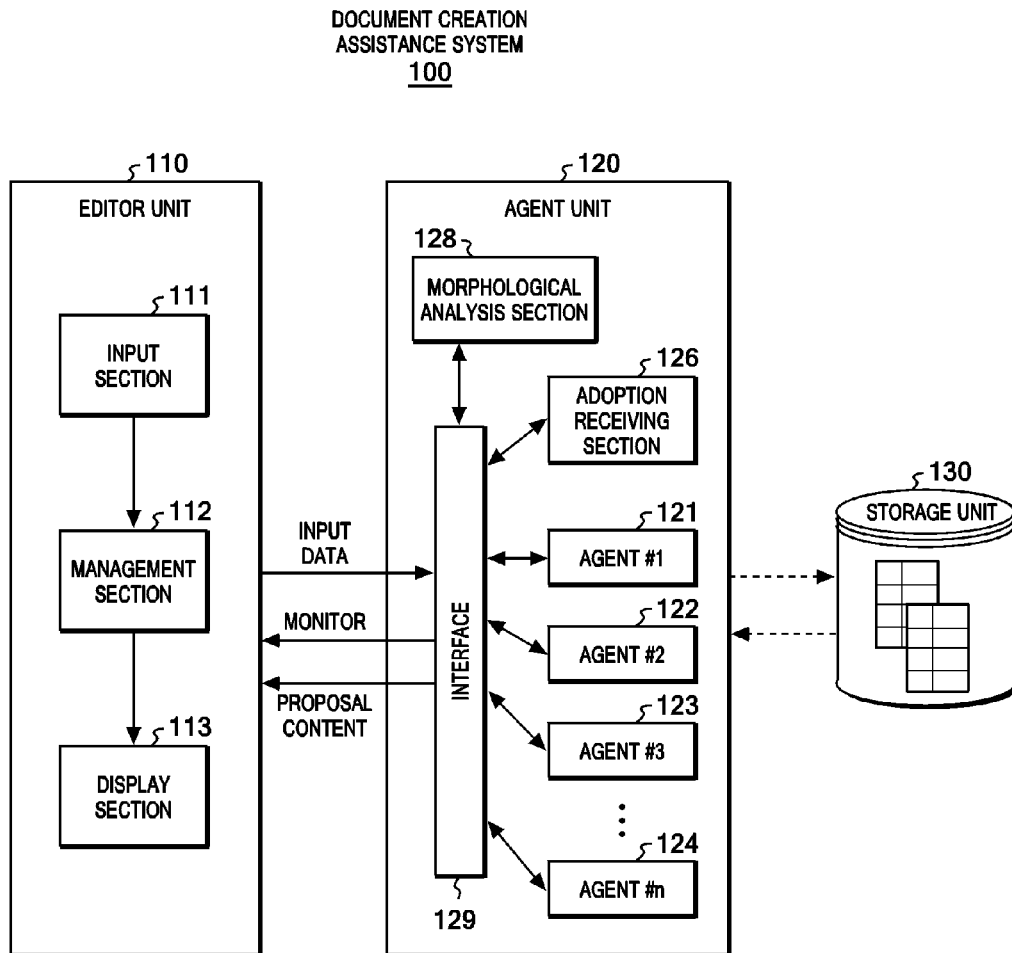 DOCUMENT CREATION
ASSISTANCE SYSTEM
100
110
EDITOR UNIT
111
INPUT
SECTION
112
MANAGEMENT
SECTION
113
DISPLAY
SECTION
INPUT
DATA
MONITOR
PROPOSAL
CONTENT
120
AGENT UNIT
128
MORPHOLOGICAL
ANALYSIS SECTION
126
ADOPTION
RECEIVING
SECTION
INTERFACE
129
121
AGENT #1
122
AGENT #2
123
AGENT #3
⋮
124
AGENT #n
130
STORAGE UNIT